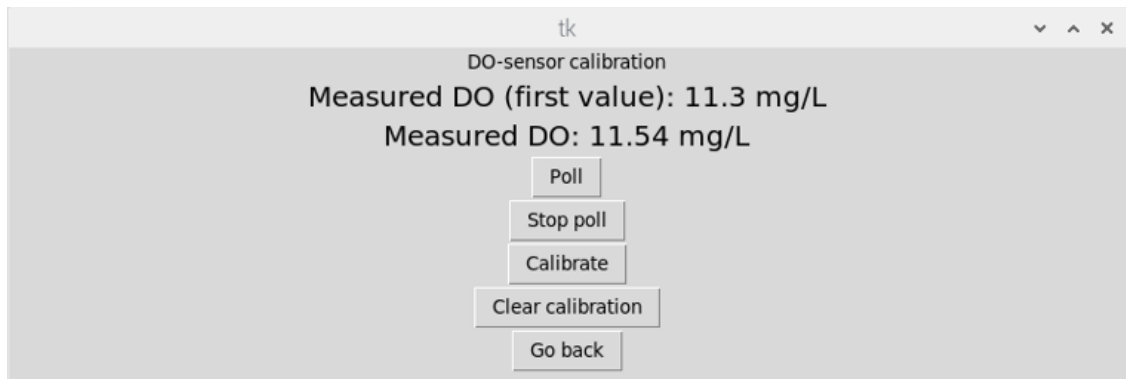 tk
DO-sensor calibration
Measured DO (first value): 11.3 mg/L
Measured DO: 11.54 mg/L
Poll
Stop poll
Calibrate
Clear calibration
Go back